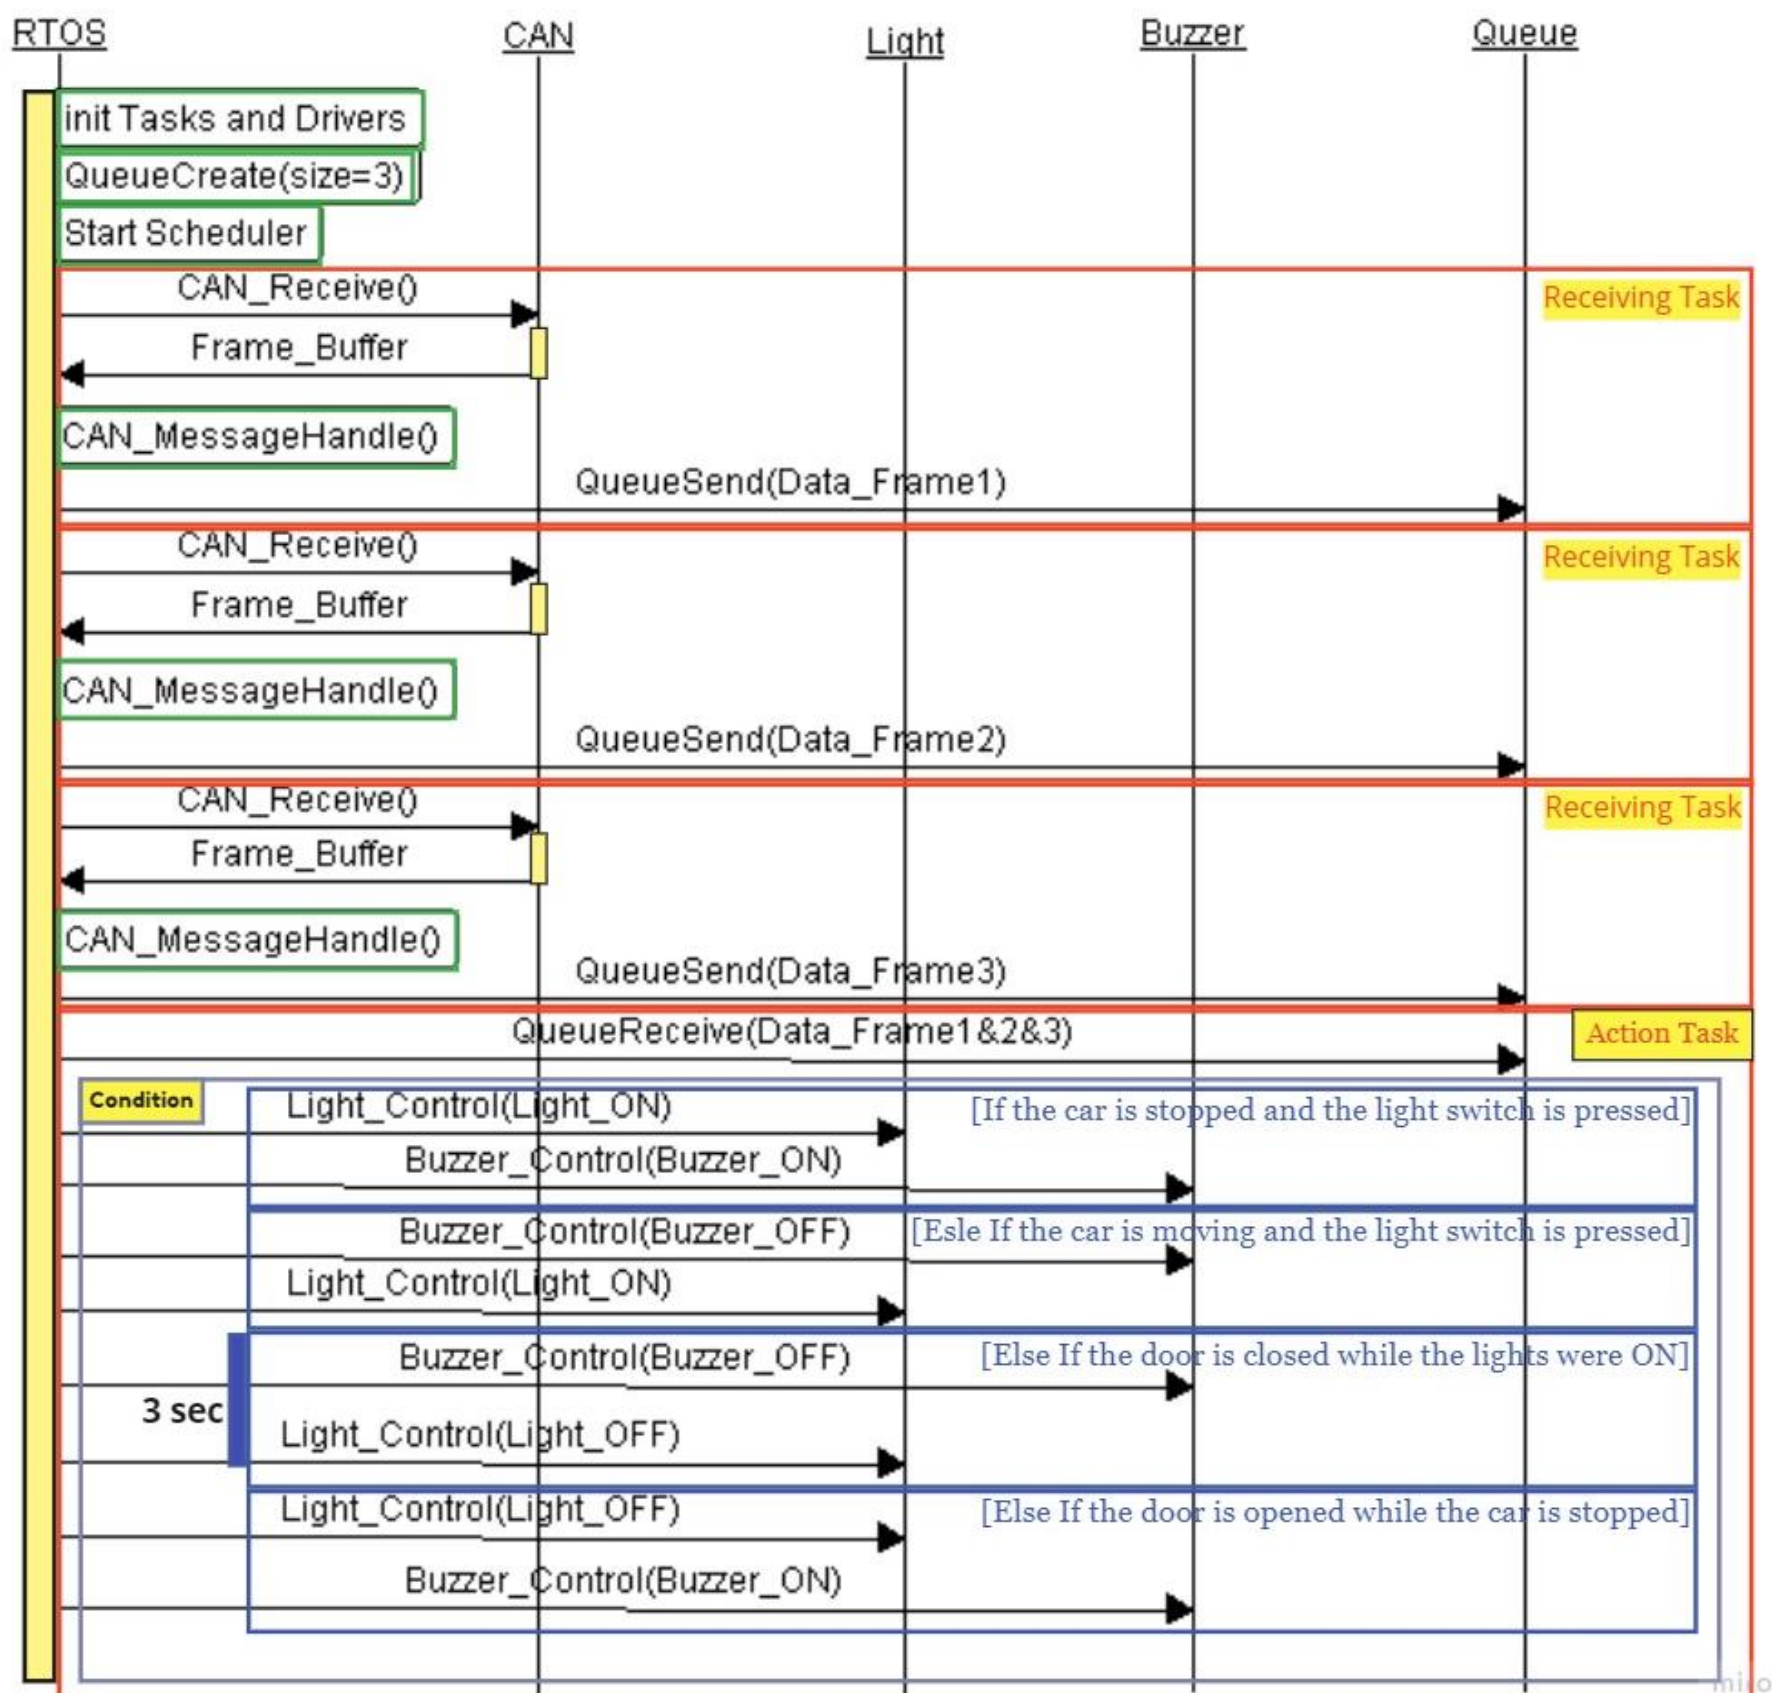 RTOS
CAN
Light
Buzzer
Queue
init Tasks and Drivers
QueueCreate(size=3)
Start Scheduler
CAN_Receive()
Receiving Task
Frame_Buffer
CAN_MessageHandle()
QueueSend(Data_Frame1)
CAN_Receive()
Receiving Task
Frame_Buffer
CAN_MessageHandle()
QueueSend(Data_Frame2)
CAN_Receive()
Receiving Task
Frame_Buffer
CAN_MessageHandle()
QueueSend(Data_Frame3)
QueueReceive(Data_Frame1&2&3)
Action Task
Condition
Light_Control(Light_ON)
[If the car is stopped and the light switch is pressed]
Buzzer_Control(Buzzer_ON)
Buzzer_Control(Buzzer_OFF)
[Esle If the car is moving and the light switch is pressed]
Light_Control(Light_ON)
Buzzer_Control(Buzzer_OFF)
[Else If the door is closed while the lights were ON]
3 sec
Light_Control(Light_OFF)
Light_Control(Light_OFF)
[Else If the door is opened while the car is stopped]
Buzzer_Control(Buzzer_ON)
miro